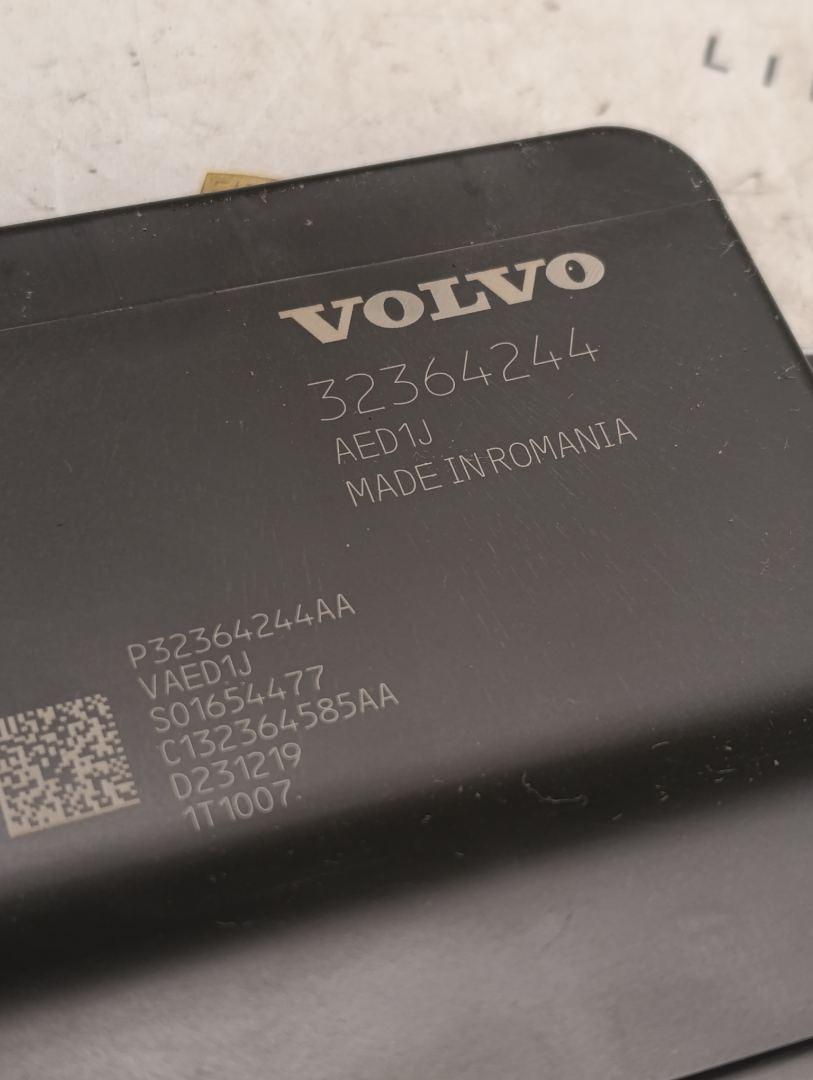 VOLVO
32364244
AED1J
MADE IN ROMANIA
P32364244AA
VAED1J
S01654477
C132364585AA
D231219
1T1007